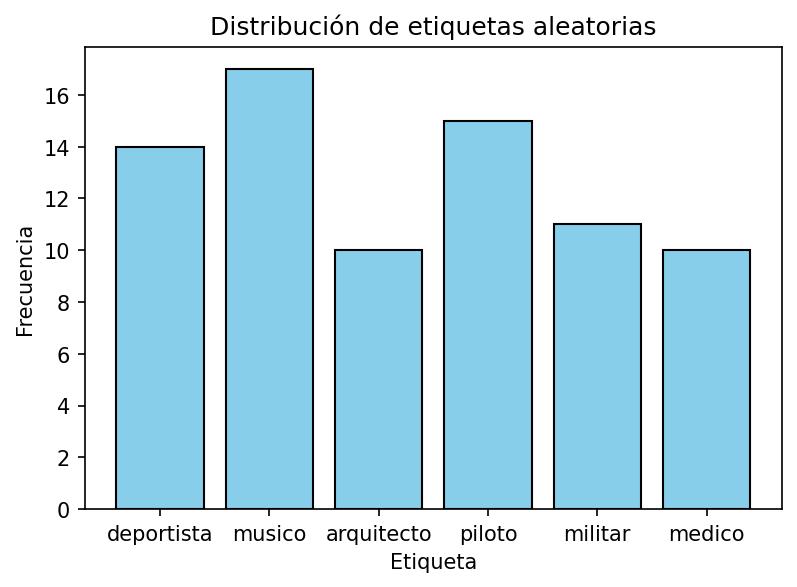 Distribución de etiquetas aleatorias
Frecuencia
16
14
12
10
8
6
4
2
0
deportista musico arquitecto piloto militar medico
Etiqueta